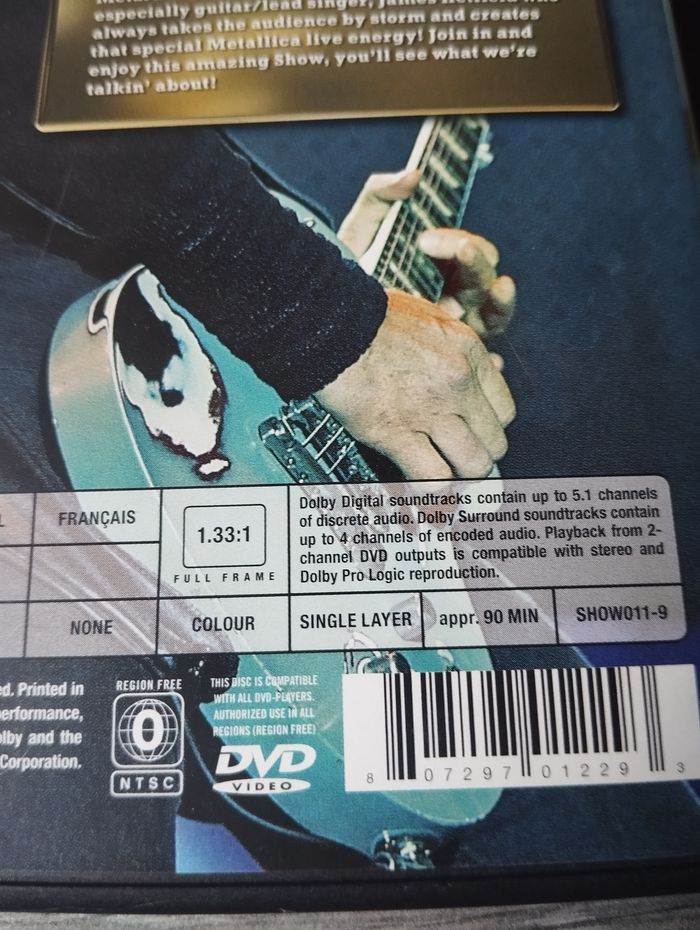 especially guitar/lead singer, James Hetfield who
always takes the audience by storm and creates
that special Metallica live energy! Join in and
enjoy this amazing Show, you'll see what we're
talkin' about!
FRANÇAIS
1.33:1
FULL FRAME
Dolby Digital soundtracks contain up to 5.1 channels
of discrete audio. Dolby Surround soundtracks contain
up to 4 channels of encoded audio. Playback from 2-
channel DVD outputs is compatible with stereo and
Dolby Pro Logic reproduction.
NONE
COLOUR
SINGLE LAYER
appr. 90 MIN
SHOW011-9
ed. Printed in
erformance,
olby and the
Corporation.
REGION FREE
0
NTSC
THIS DISC IS COMPATIBLE
WITH ALL DVD-PLAYERS.
AUTHORIZED USE IN ALL
REGIONS (REGION FREE)
DVD
VIDEO
8 07297 01229 3